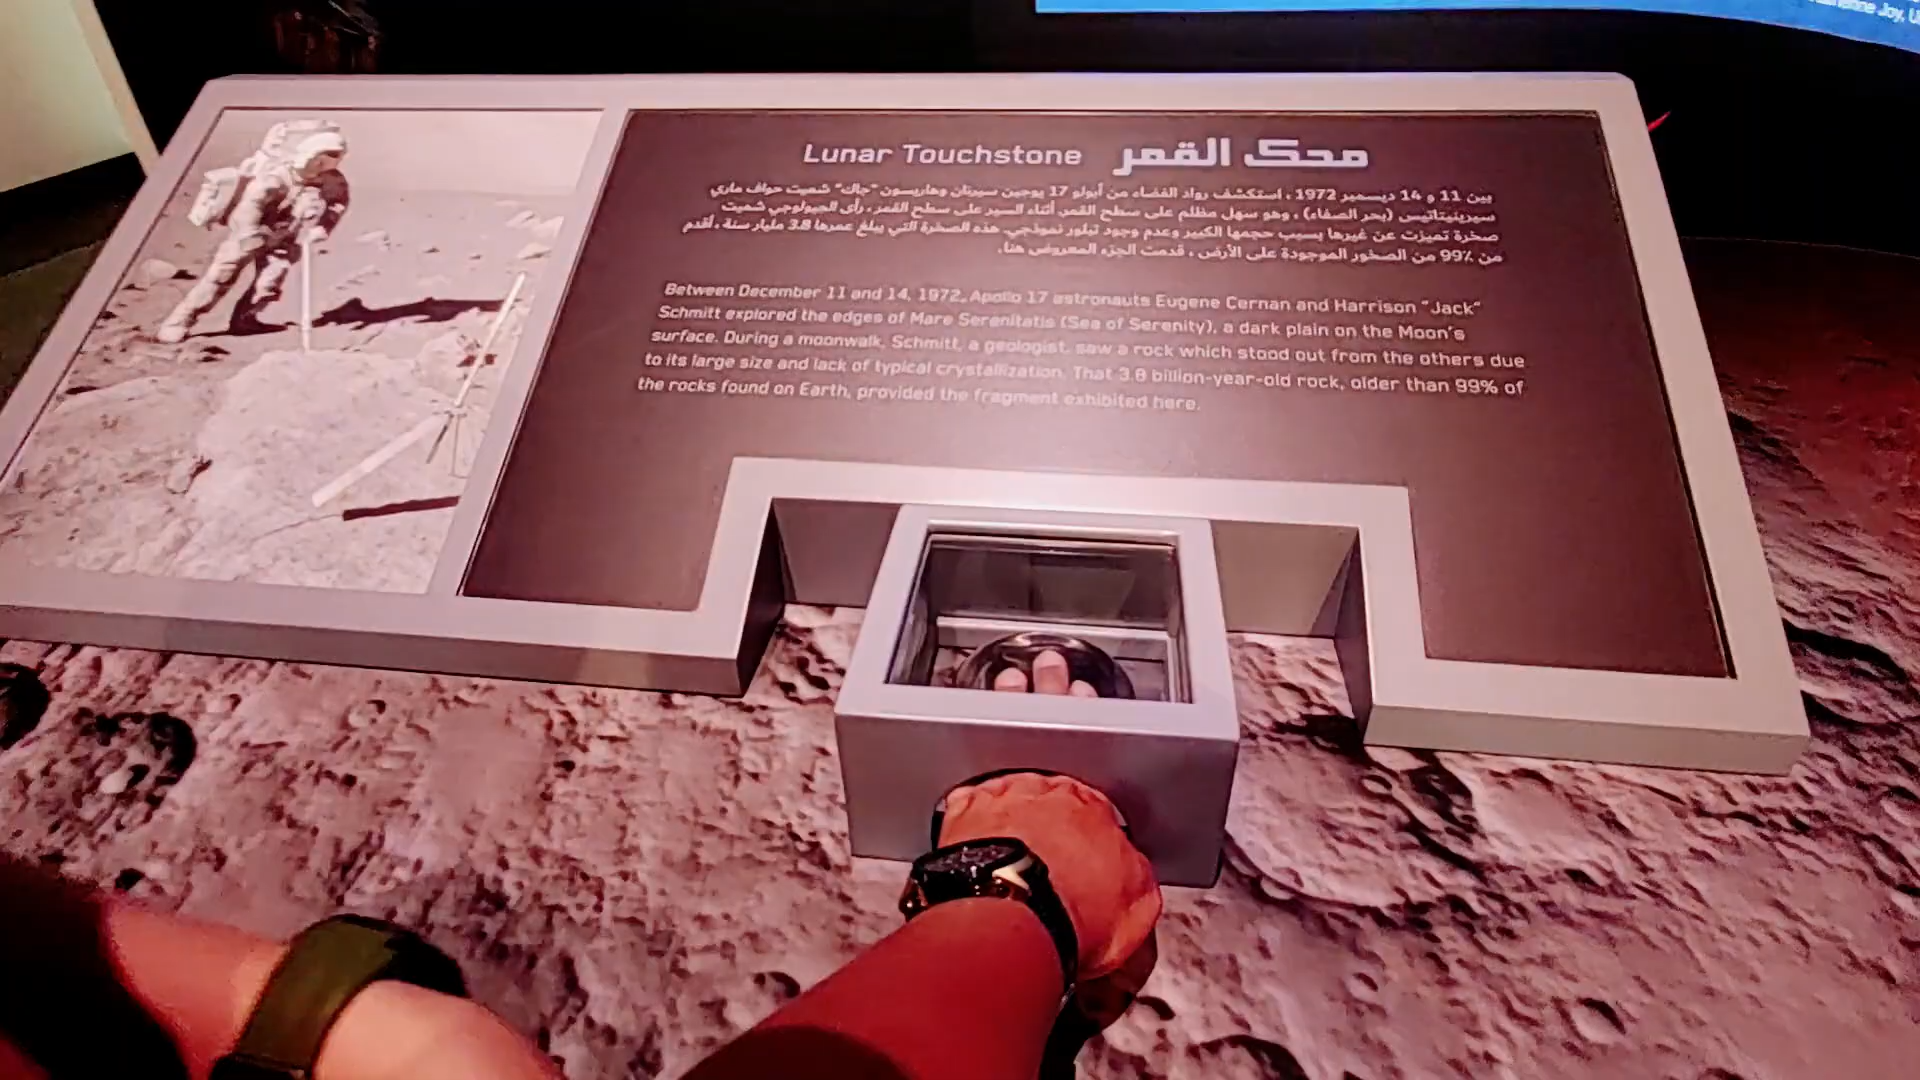 Lunar Touchstone محك القمر
بين 11 و 14 ديسمبر 1972 ، استكشف رواد الفضاء من أبولو 17 يوجين سيرنان وهاريسون "جاك" شميت حواف ماري
سيرينيتاتيس (بحر الصفاء) ، وهو سهل مظلم على سطح القمر. أثناء السير على سطح القمر ، رأى الجيولوجي شميت
صخرة تميزت عن غيرها بسبب حجمها الكبير وعدم وجود تبلور نموذجي. هذه الصخرة التي يبلغ عمرها 3.8 مليار سنة ، أقدم
من 99٪ من الصخور الموجودة على الأرض ، قدمت الجزء المعروض هنا.
Between December 11 and 14, 1972, Apollo 17 astronauts Eugene Cernan and Harrison "Jack"
Schmitt explored the edges of Mare Serenitatis (Sea of Serenity), a dark plain on the Moon's
surface. During a moonwalk, Schmitt, a geologist, saw a rock which stood out from the others due
to its large size and lack of typical crystallization. That 3.8 billion-year-old rock, older than 99% of
the rocks found on Earth, provided the fragment exhibited here.